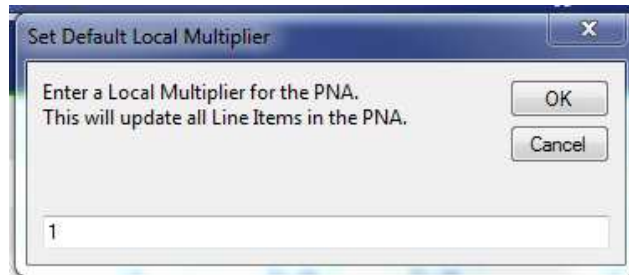 Set Default Local Multiplier
Enter a Local Multiplier for the PNA.
This will update all Line Items in the PNA.
OK
Cancel
1